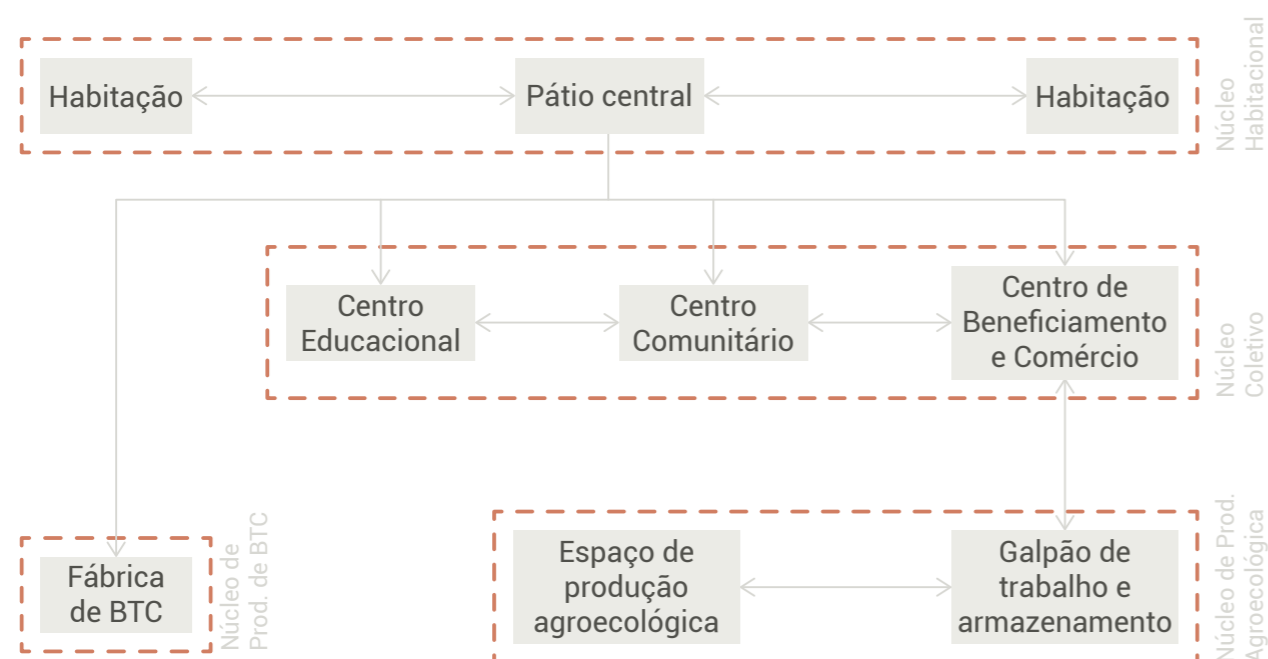 Habitação
Pátio central
Habitação
Núcleo
Habitacional
Centro
Educacional
Centro
Comunitário
Centro de
Beneficiamento
e Comércio
Núcleo
Coletivo
Fábrica
de BTC
Núcleo de
Prod. de BTC
Espaço de
produção
agroecológica
Galpão de
trabalho e
armazenamento
Núcleo de Prod.
Agroecológica